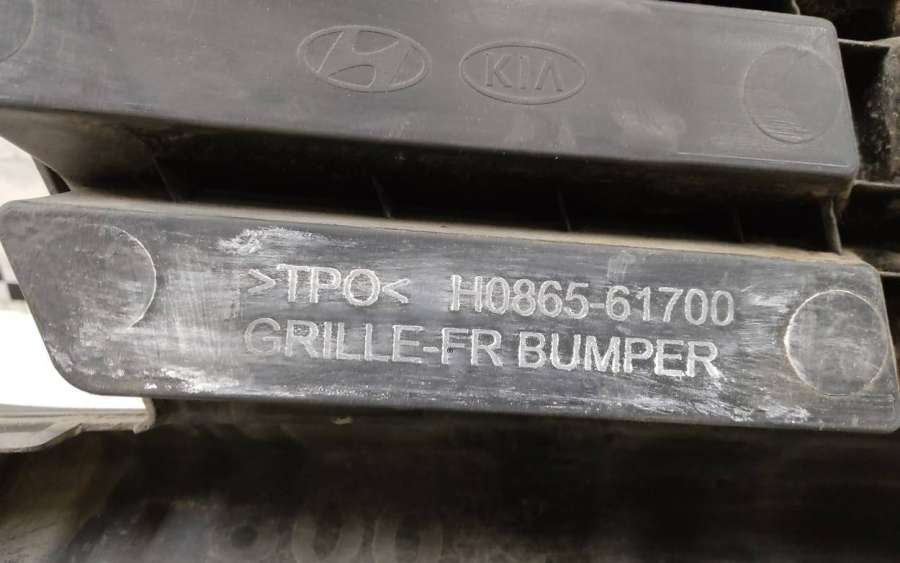 KIA
>TPO< H0865-61700
GRILLE-FR BUMPER